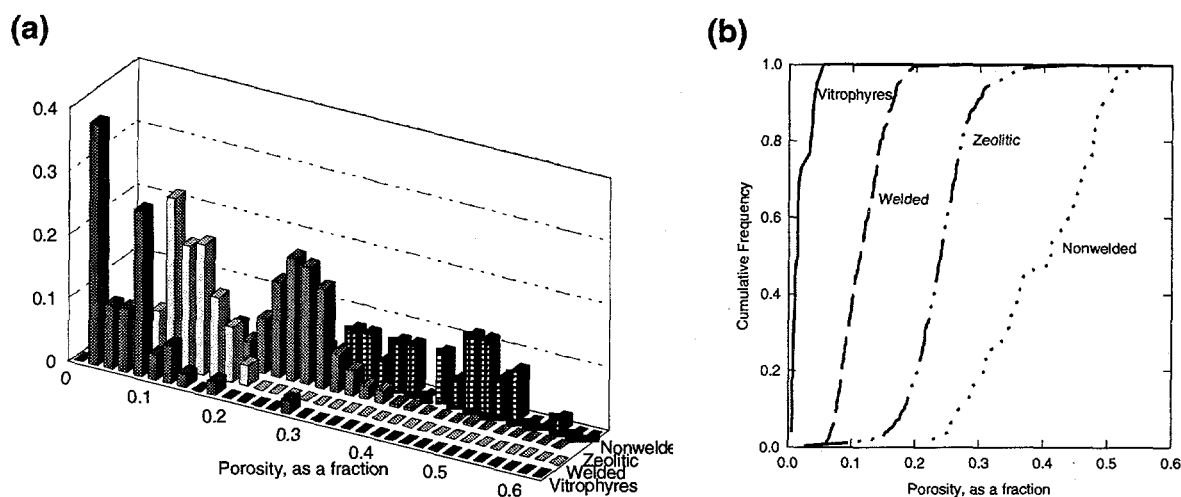 (a)
0.4
0.3
0.2
0.1
0
0
0.1
0.2
0.3
0.4
0.5
0.6
Porosity, as a fraction
Nonwelde
Zeolitic
Welded
Vitrophyres
(b)
1.0
0.8
0.6
0.4
0.2
0.0
Cumulative Frequency
Vitrophyres
Zeolitic
Welded
Nonwelded
0.0 0.1 0.2 0.3 0.4 0.5 0.6
Porosity, as a fraction